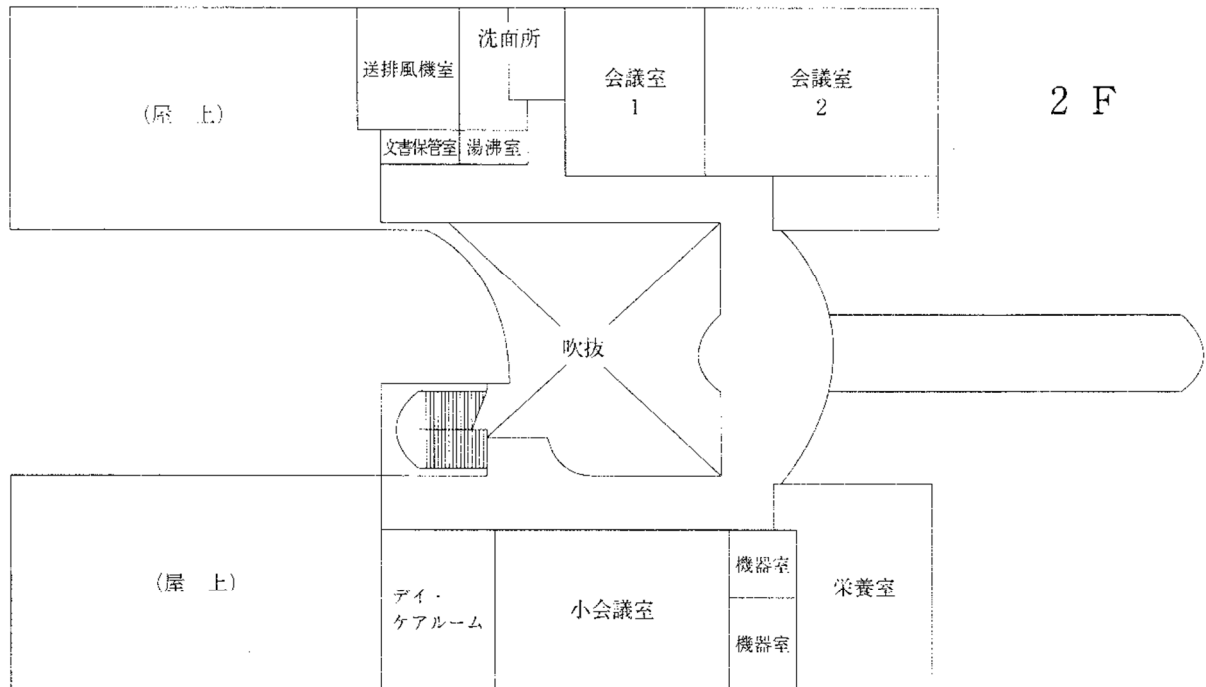 洗面所
送排風機室
会議室
1
会議室
2
2 F
(屋 上)
文書保管室
湯沸室
吹抜
(屋 上)
デイ・
ケアルーム
小会議室
機器室
機器室
栄養室